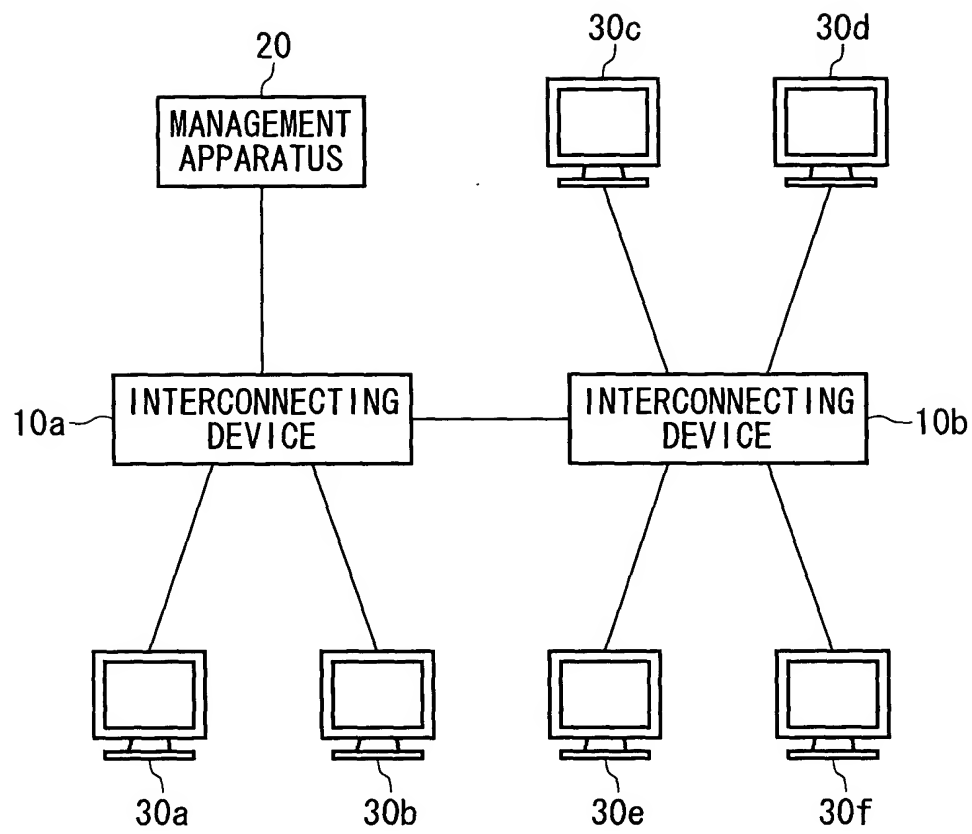 20
30c
30d
MANAGEMENT
APPARATUS
10a
INTERCONNECTING
DEVICE
INTERCONNECTING
DEVICE
10b
30a
30b
30e
30f